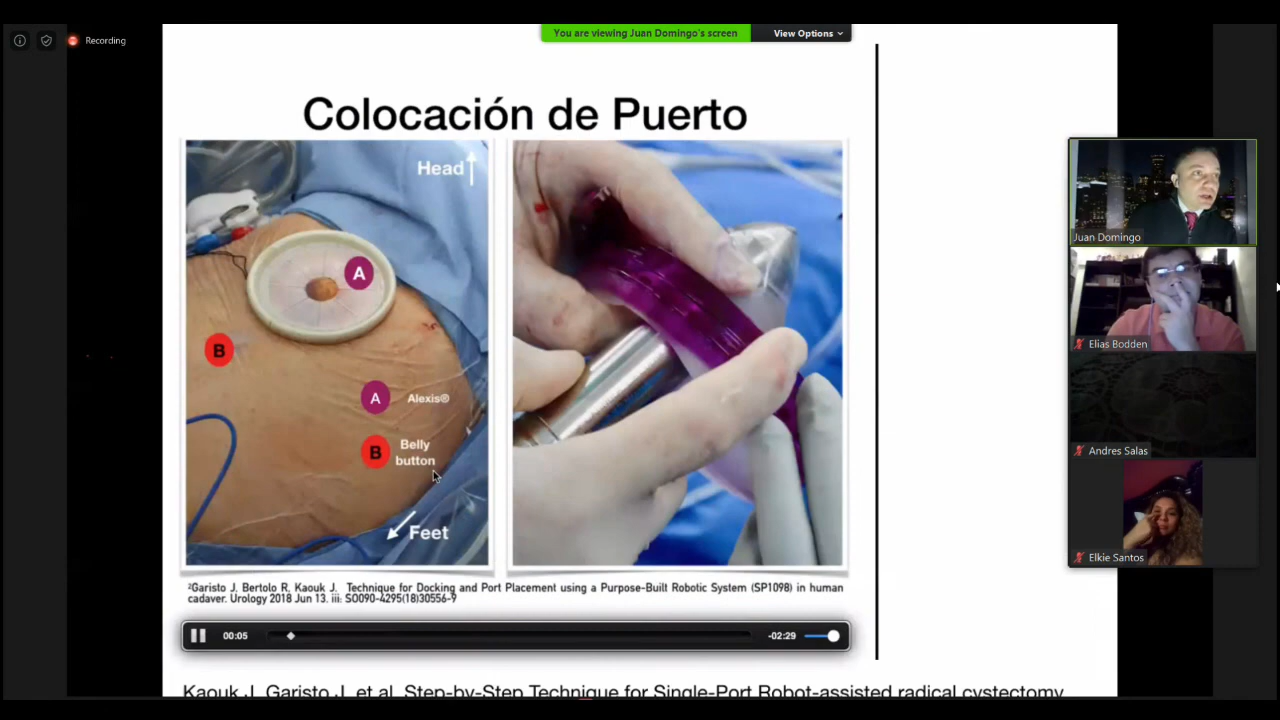 Recording
You are viewing Juan Domingo's screen
View Options
Colocación de Puerto
Head
A
B
A Alexis®
B Belly
button
Feet
²Garisto J, Bertolo R, Kaouk J. Technique for Docking and Port Placement using a Purpose-Built Robotic System (SP1098) in human
cadaver. Urology 2018 Jun 13. iii: S0090-4295(18)30556-9
00:05
-02:29
Kaouk J, Garisto J, et al. Step-by-Step Technique for Single-Port Robot-assisted radical cystectomy
Juan Domingo
Elias Bodden
Andres Salas
Elkie Santos